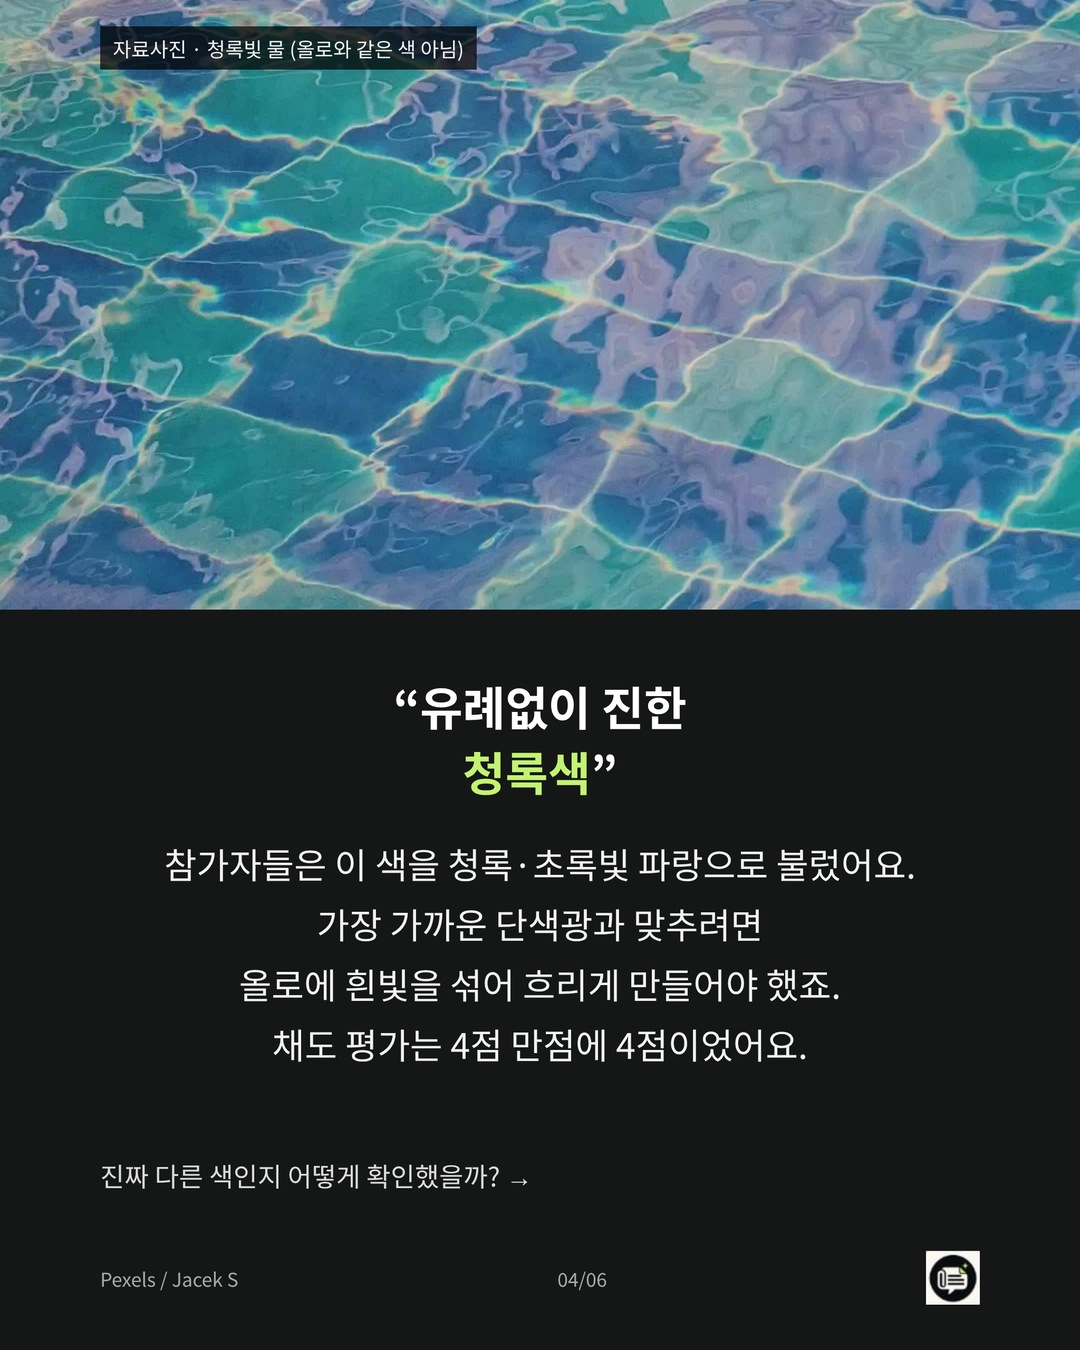 자료사진 · 청록빛 물 (올로와 같은 색 아님)
“유례없이 진한
청록색”
참가자들은 이 색을 청록·초록빛 파랑으로 불렀어요.
가장 가까운 단색광과 맞추려면
올로에 흰빛을 섞어 흐리게 만들어야 했죠.
채도 평가는 4점 만점에 4점이었어요.
진짜 다른 색인지 어떻게 확인했을까? →
Pexels / Jacek S
04/06